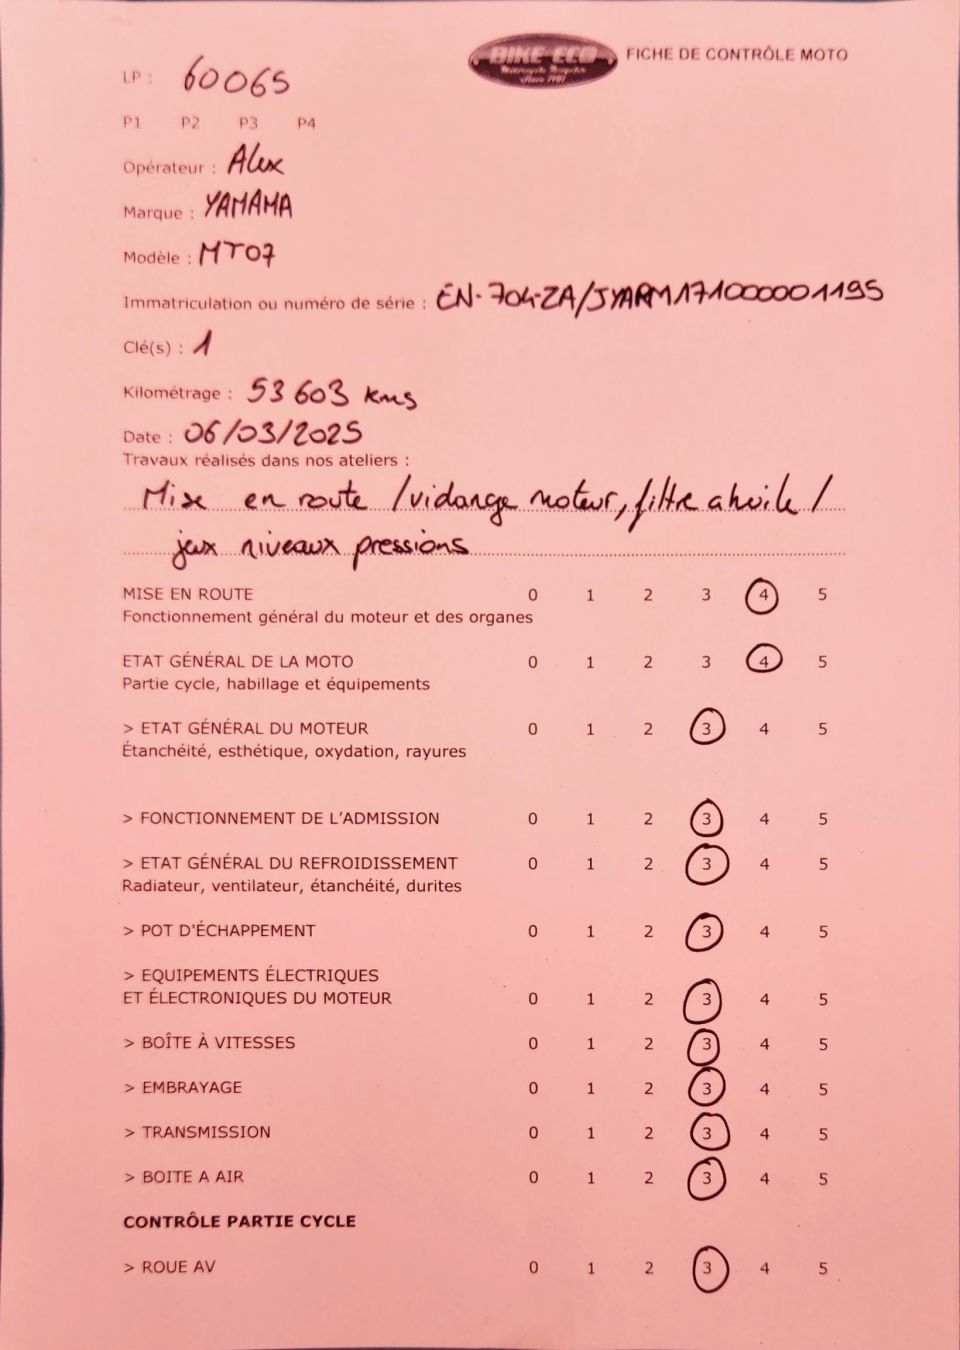 BIKE-ECO
FICHE DE CONTRÔLE MOTO
LP : 60065
P1 P2 P3 P4
Opérateur : Alex
Marque : YAMAHA
Modèle : MT07
Immatriculation ou numéro de série : EN-704-ZA/JYARM171000001195
Clé(s) : 1
Kilométrage : 53 603 kms
Date : 06/03/2025
Travaux réalisés dans nos ateliers :
Mise en route / vidange moteur, filtre a huile /
jeux niveaux pressions
MISE EN ROUTE 0 1 2 3 4 5
Fonctionnement général du moteur et des organes
ETAT GÉNÉRAL DE LA MOTO 0 1 2 3 4 5
Partie cycle, habillage et équipements
> ETAT GÉNÉRAL DU MOTEUR 0 1 2 3 4 5
Étanchéité, esthétique, oxydation, rayures
> FONCTIONNEMENT DE L'ADMISSION 0 1 2 3 4 5
> ETAT GÉNÉRAL DU REFROIDISSEMENT 0 1 2 3 4 5
Radiateur, ventilateur, étanchéité, durites
> POT D'ÉCHAPPEMENT 0 1 2 3 4 5
> EQUIPEMENTS ÉLECTRIQUES
ET ÉLECTRONIQUES DU MOTEUR 0 1 2 3 4 5
> BOÎTE À VITESSES 0 1 2 3 4 5
> EMBRAYAGE 0 1 2 3 4 5
> TRANSMISSION 0 1 2 3 4 5
> BOITE A AIR 0 1 2 3 4 5
CONTRÔLE PARTIE CYCLE
> ROUE AV 0 1 2 3 4 5